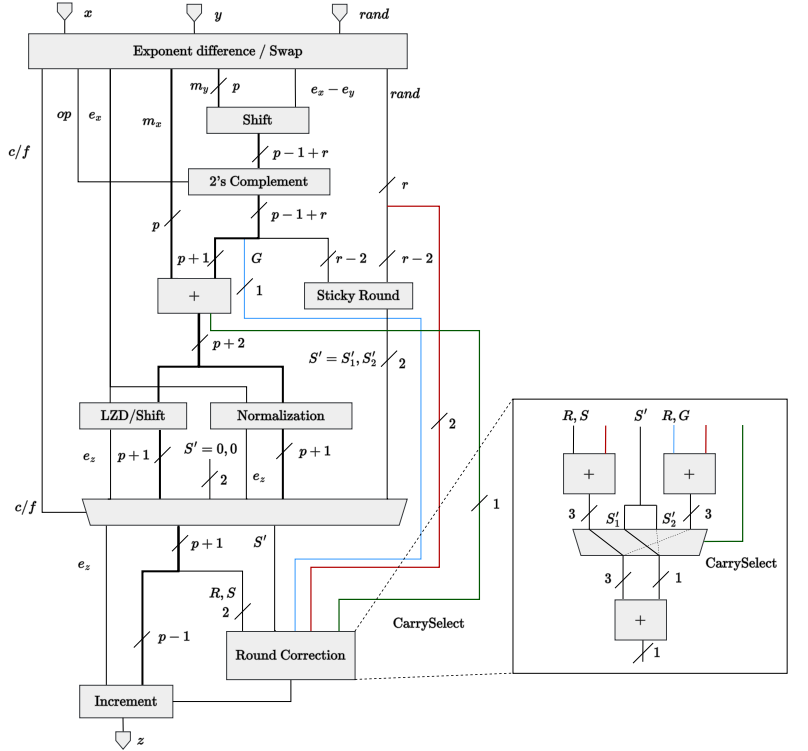 x y rand
Exponent difference / Swap
m_y p e_x − e_y
op e_x m_x rand
Shift
c/f
p − 1 + r
2's Complement r
p − 1 + r
p
p + 1 G r − 2 r − 2
1
+ Sticky Round
p + 2
S′ = S′_1, S′_2 2
LZD/Shift Normalization
R, S S′ R, G
2
e_z p + 1 S′ = 0, 0 p + 1
2 e_z
+ +
c/f
1
3 S′_1 S′_2 3
p + 1 S′
e_z
CarrySelect
3 1
R, S
2
CarrySelect
+
p − 1
Round Correction
1
Increment
z